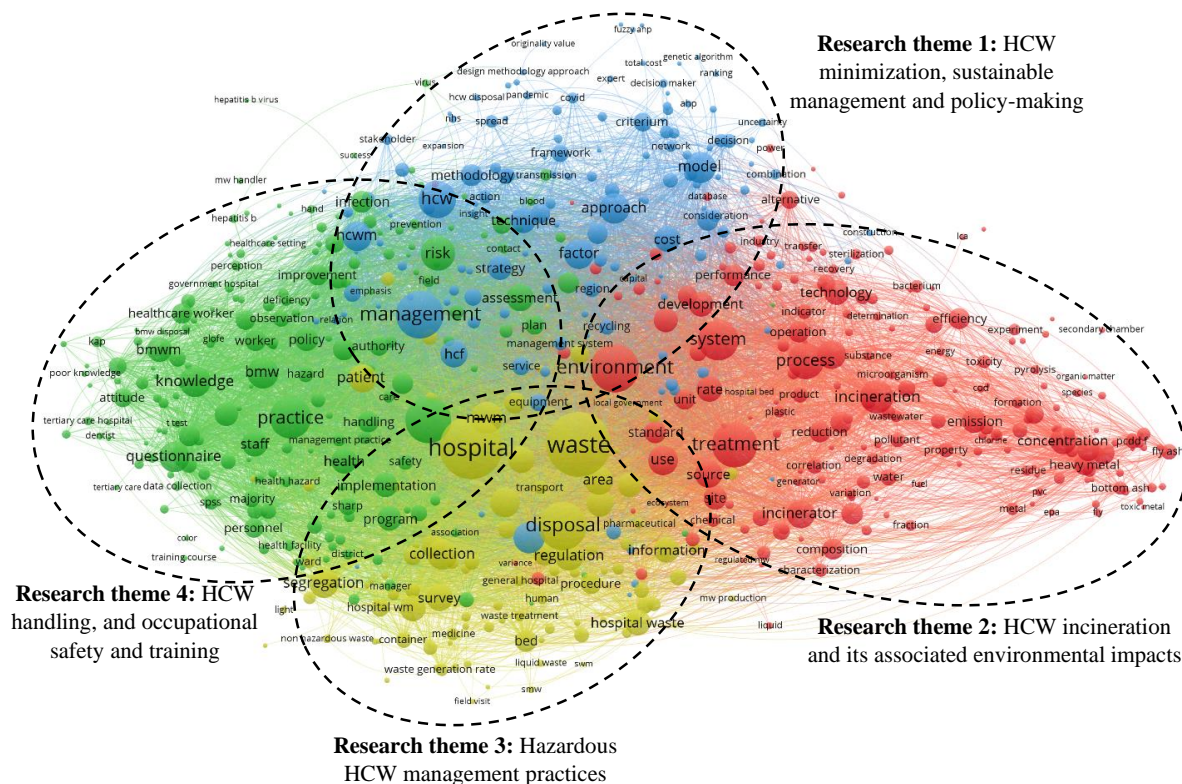 fuzzy ahp
originality value
Research theme 1: HCW
minimization, sustainable
management and policy-making
genetic algorithm
total cost
ranking
design methodology approach
expert
decision maker
virus
hepatitis b virus
hcw disposal
pandemic
covid
ahp
nhs
spread
criterium
uncertainty
stakeholder
expansion
network
decision
power
success
framework
model
mw handler
methodology
transmission
combination
infection
hcw
action
blood
database
alternative
hepatitis b
hand
prevention
insight
technique
approach
consideration
hcwm
healthcare setting
contact
cost
construction
lca
risk
factor
industry
transfer
sterilization
perception
improvement
field
strategy
capital
performance
recovery
bacterium
government hospital
emphasis
region
technology
deficiency
assessment
development
indicator
determination
efficiency
healthcare worker
observation
relation
management
plan
recycling
operation
experiment
secondary chamber
bmw disposal
glofe
worker
policy
authority
management system
system
kap
bmwm
hcf
service
environment
process
substance
energy
toxicity
pyrolysis
poor knowledge
knowledge
bmw
hazard
patient
rate
hospital bed
microorganism
organic matter
attitude
care
equipment
local government
unit
product
incineration
cod
species
plastic
formation
tertiary care hospital
practice
handling
mwm
standard
wastewater
emission
dentist
t test
staff
management practice
hospital
waste
treatment
reduction
pollutant
chlorine
concentration
pcdd f
questionnaire
health
safety
use
correlation
degradation
property
heavy metal
fly ash
tertiary care
data collection
health hazard
implementation
area
source
generator
water
residue
spss
majority
sharp
transport
ecosystem
site
variation
fuel
pvc
bottom ash
personnel
program
disposal
pharmaceutical
chemical
incinerator
metal
epa
fly
toxic metal
color
association
fraction
training course
health facility
district
collection
variance
regulation
information
regulated mw
composition
ward
characterization
segregation
manager
general hospital
procedure
Research theme 4: HCW
handling, and occupational
safety and training
light
hospital wm
survey
human
mw production
waste treatment
hospital waste
liquid
Research theme 2: HCW incineration
and its associated environmental impacts
non hazardous waste
container
medicine
bed
waste generation rate
liquid waste
swm
smw
field visit
Research theme 3: Hazardous
HCW management practices